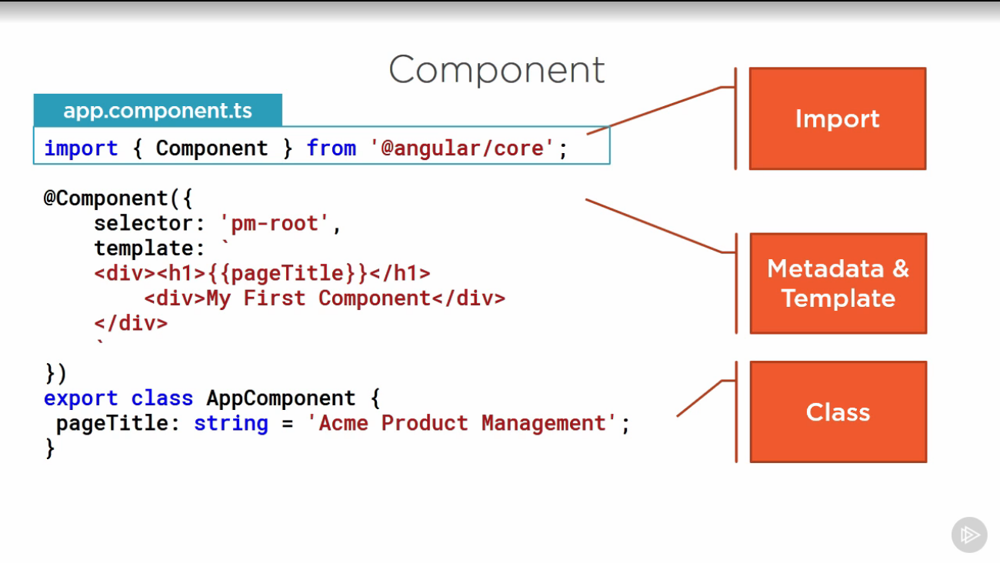 Component
app.component.ts
import { Component } from '@angular/core';
@Component({
    selector: 'pm-root',
    template: `
    <div><h1>{{pageTitle}}</h1>
        <div>My First Component</div>
    </div>
    `
})
export class AppComponent {
 pageTitle: string = 'Acme Product Management';
}
Import
Metadata &
Template
Class